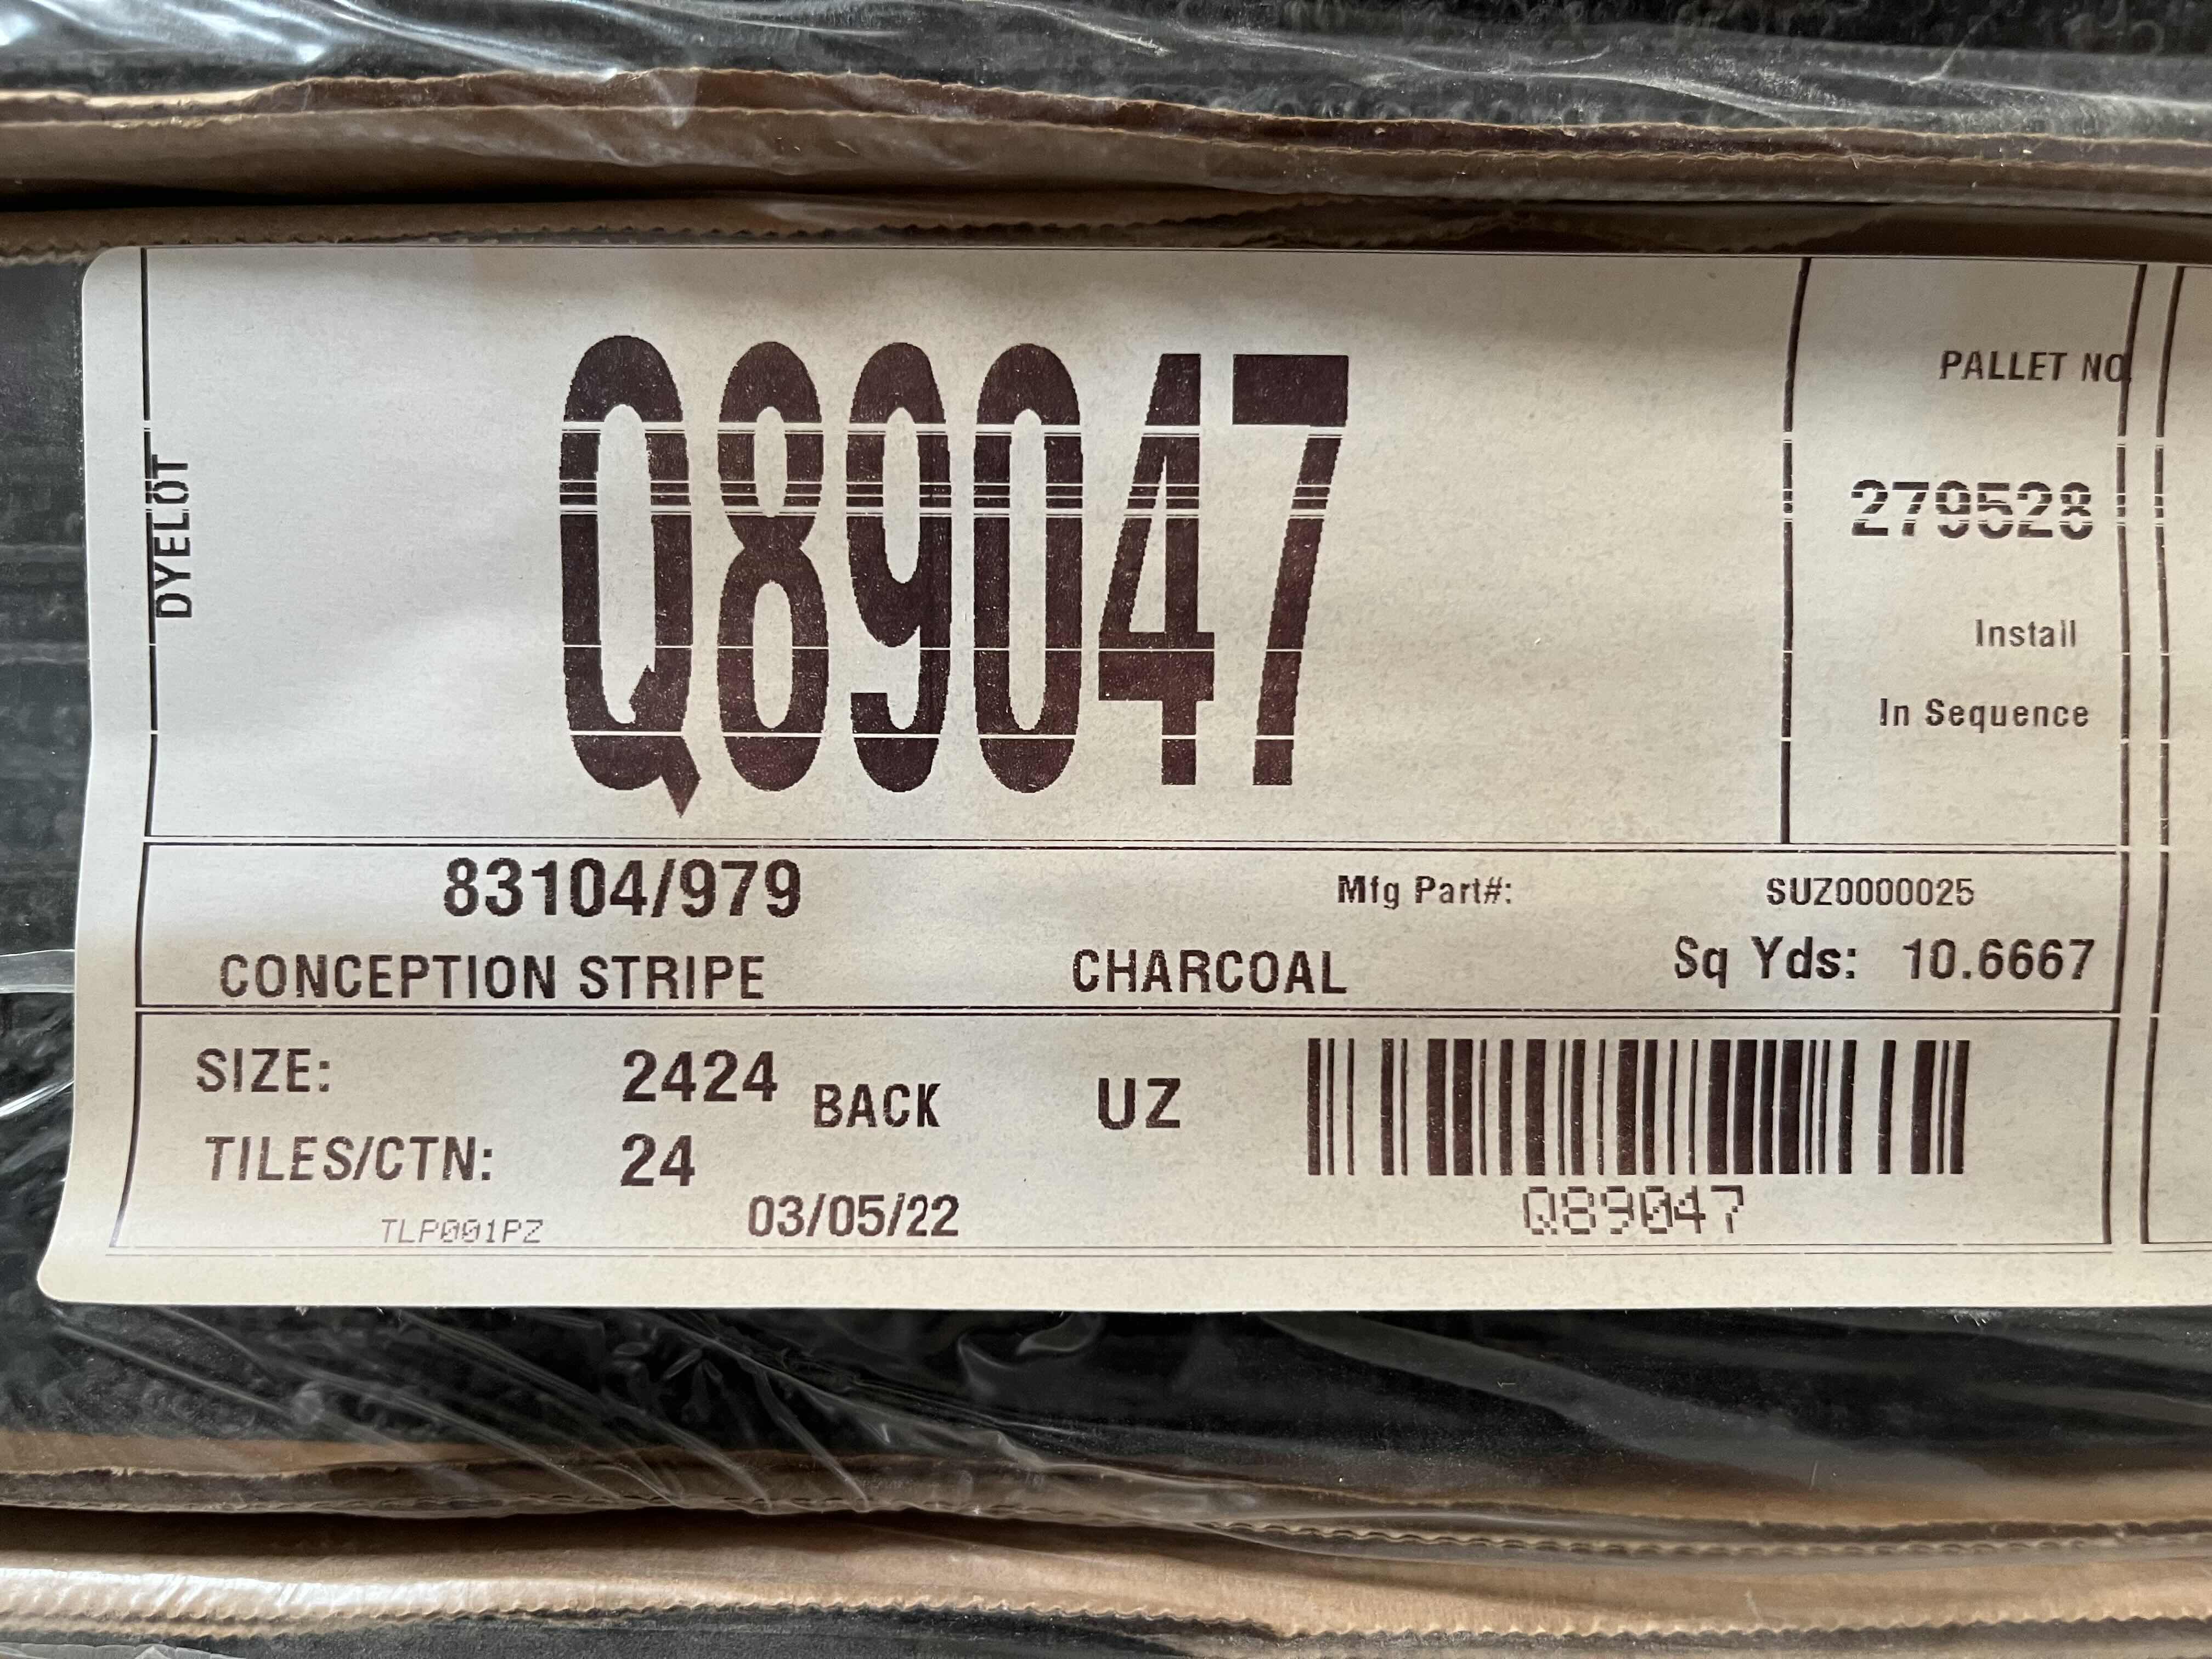 DYELOT
Q89047
PALLET NO
279528
Install
In Sequence
83104/979
Mfg Part#: SUZ0000025
CONCEPTION STRIPE CHARCOAL Sq Yds: 10.6667
SIZE: 2424 BACK UZ
TILES/CTN: 24
TLP001PZ 03/05/22 Q89047